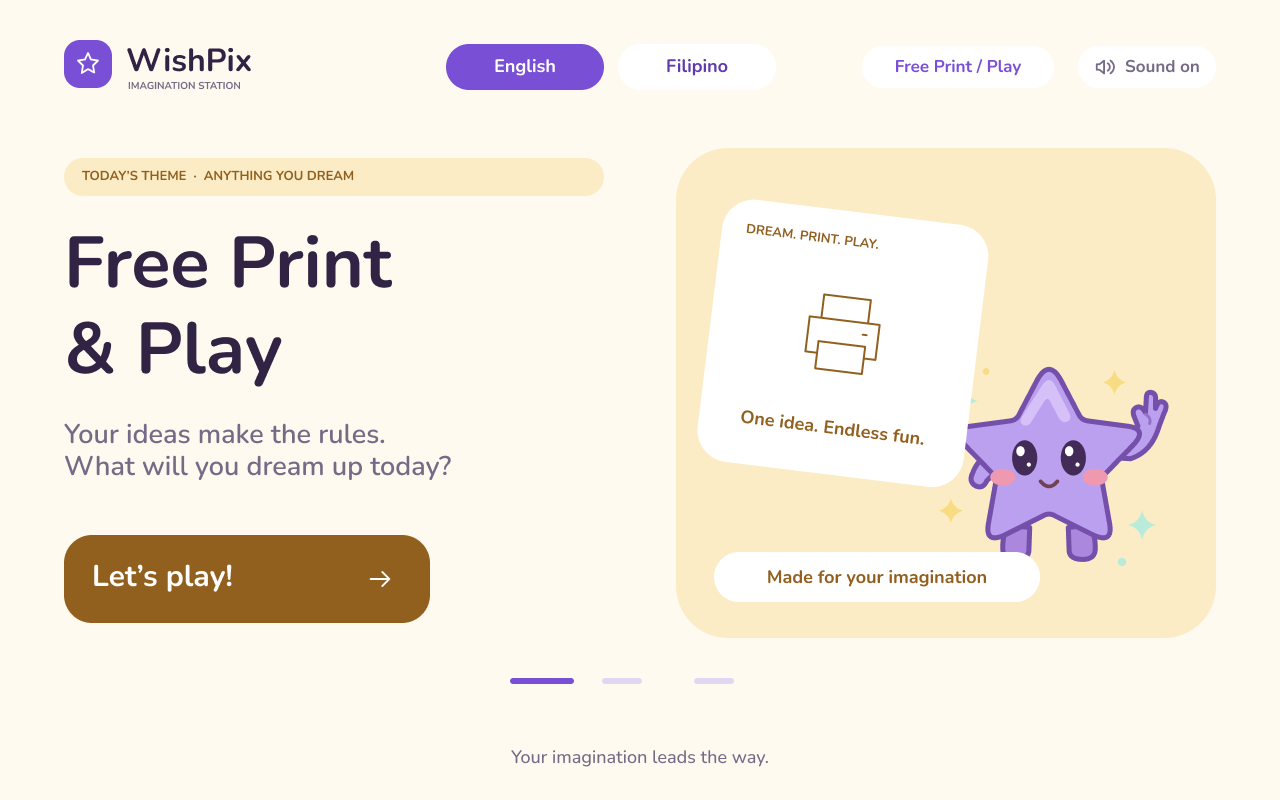 WishPix
IMAGINATION STATION
English
Filipino
Free Print / Play
Sound on
TODAY’S THEME · ANYTHING YOU DREAM
Free Print
& Play
Your ideas make the rules.
What will you dream up today?
Let’s play!
DREAM. PRINT. PLAY.
One idea. Endless fun.
Made for your imagination
Your imagination leads the way.